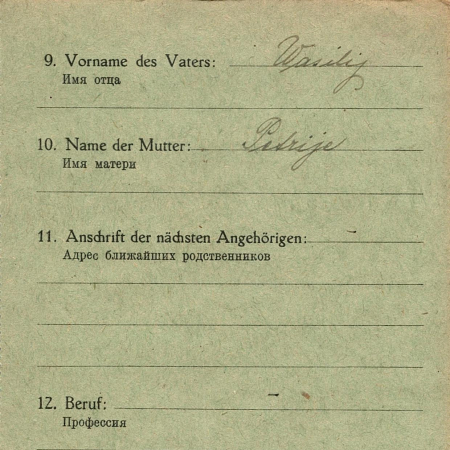 9. Vorname des Vaters: Wasilij
Имя отца
10. Name der Mutter: Petrije
Имя матери
11. Anschrift der nächsten Angehörigen: –
Адрес ближайших родственников
12. Beruf: –
Профессия